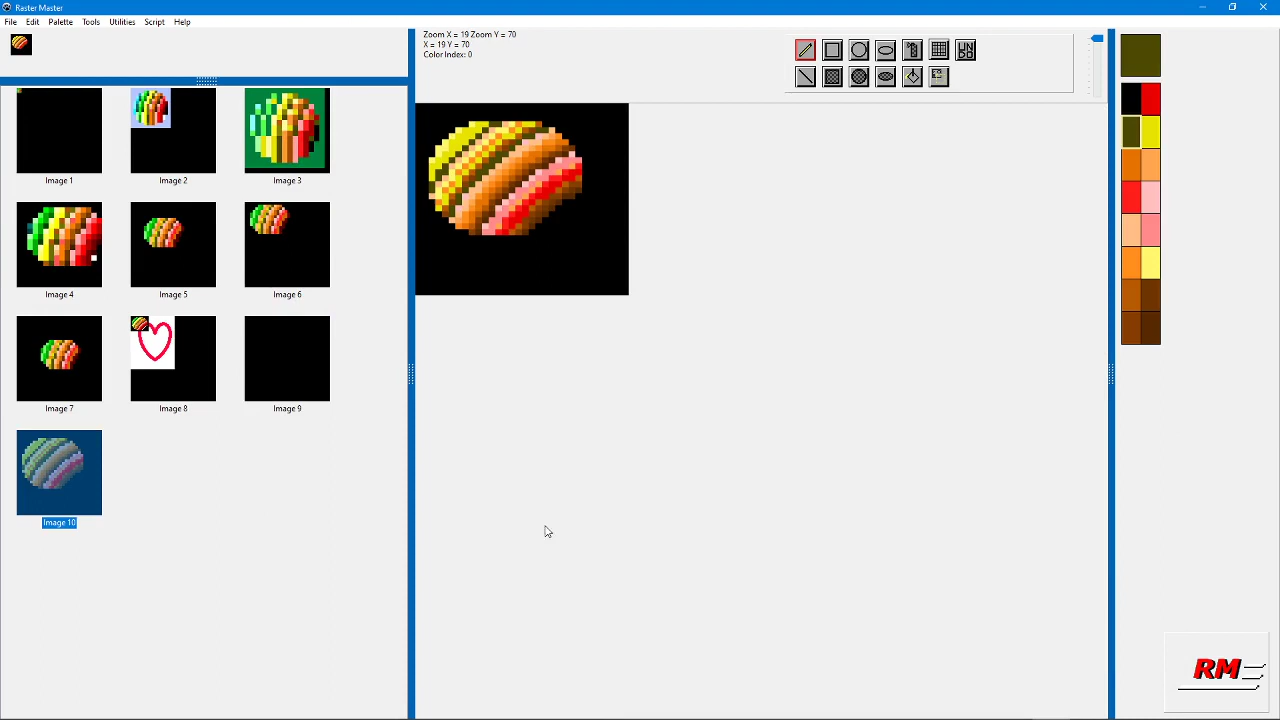 Raster Master
File Edit Palette Tools Utilities Script Help
Zoom X = 19 Zoom Y = 70
X = 19 Y = 70
Color Index: 0
UN
DO
Image 1 Image 2 Image 3
Image 4 Image 5 Image 6
Image 7 Image 8 Image 9
Image 10
RM